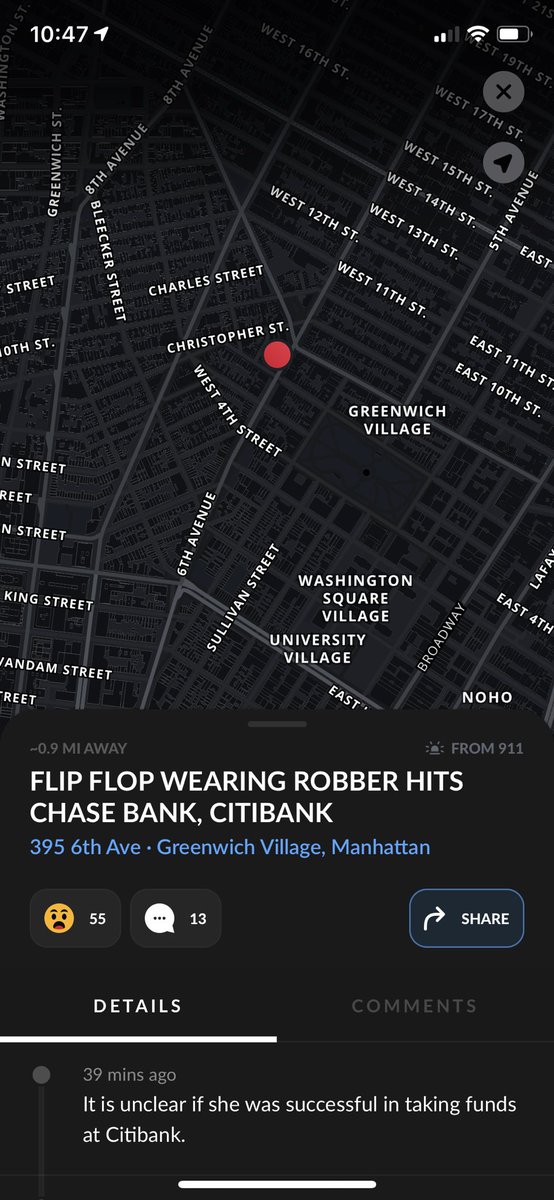 10:47
WASHINGTON
8TH AVENUE
WEST 16TH ST.
WEST 19TH ST.
WEST 17TH ST.
GREENWICH ST.
8TH AVENUE
WEST 15TH ST.
WEST 14TH ST.
5TH AVENUE
BLEECKER STREET
WEST 12TH ST.
WEST 13TH ST.
EAST
STREET
CHARLES STREET
WEST 11TH ST.
CHRISTOPHER ST.
10TH ST.
EAST 11TH ST.
EAST 10TH ST.
WEST 4TH STREET
GREENWICH
VILLAGE
N STREET
REET
N STREET
6TH AVENUE
SULLIVAN STREET
WASHINGTON
SQUARE
VILLAGE
LAFAY
KING STREET
EAST 4TH
UNIVERSITY
VILLAGE
BROADWAY
VANDAM STREET
TREET
EAST
NOHO
~0.9 MI AWAY
FROM 911
FLIP FLOP WEARING ROBBER HITS
CHASE BANK, CITIBANK
395 6th Ave · Greenwich Village, Manhattan
55
13
SHARE
DETAILS
COMMENTS
39 mins ago
It is unclear if she was successful in taking funds
at Citibank.